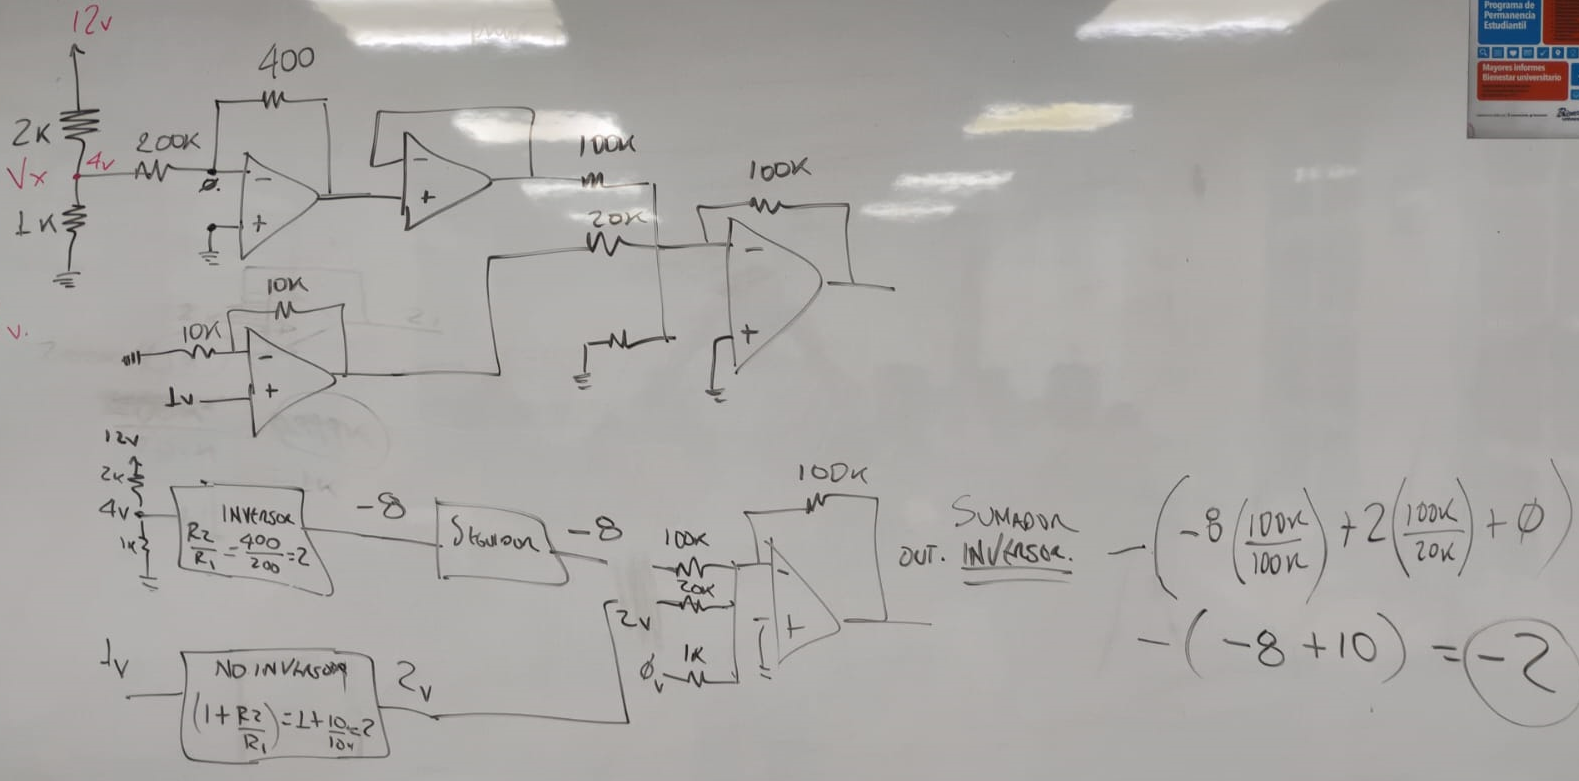 12V
400
2K
200K
Vx
4v
1K
ø.
-
+
-
+
100K
20K
100K
-
+
V.
10K
10K
-
+
1v
12v
2K
4v
1K
INVERSOR
R2/R1 = 400/200 = 2
-8
SEGUIDOR
-8
100K
100K
20K
2v
1K
øv
-
+
1v
NO INVERSOR
(1+R2/R1) = 1+10/10K=2
2v
SUMADOR
OUT. INVERSOR.
-(-8(100K/100K)+2(100K/20K)+ø)
-(-8+10) = -2
Programa de
Permanencia
Estudiantil
Mayores informes
Bienestar universitario